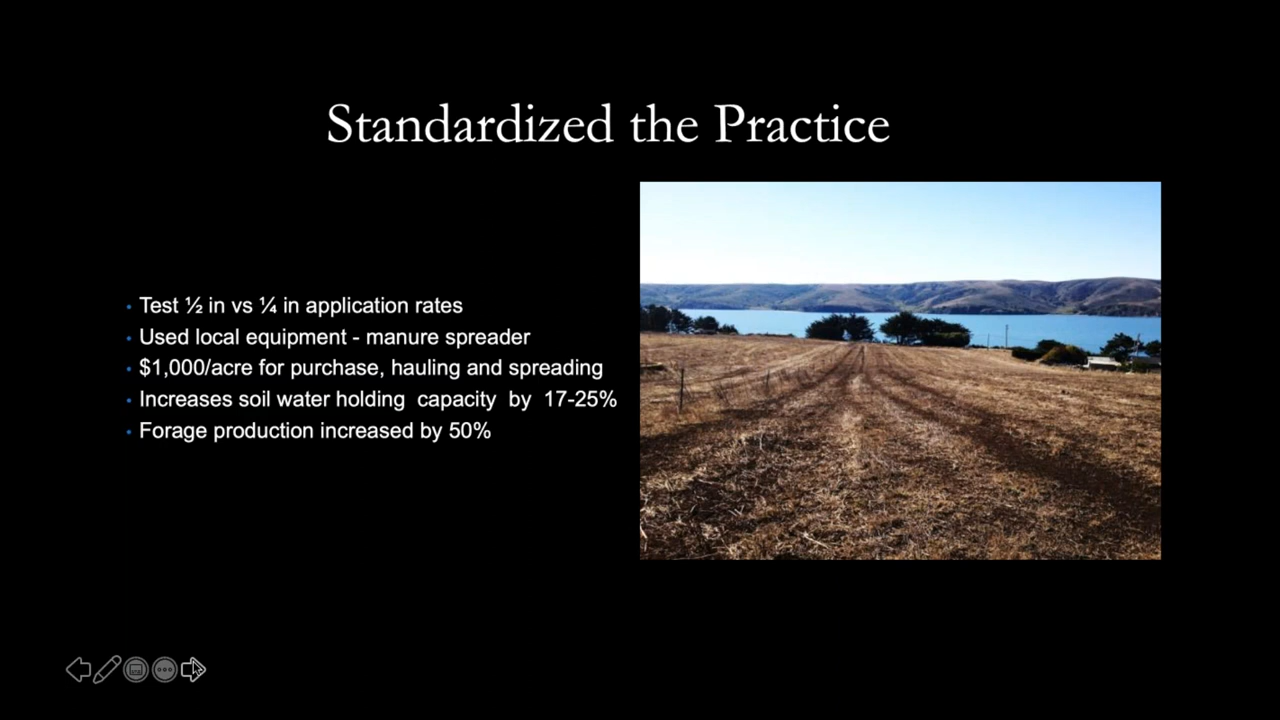 Standardized the Practice
Test ½ in vs ¼ in application rates
Used local equipment - manure spreader
$1,000/acre for purchase, hauling and spreading
Increases soil water holding capacity by 17-25%
Forage production increased by 50%